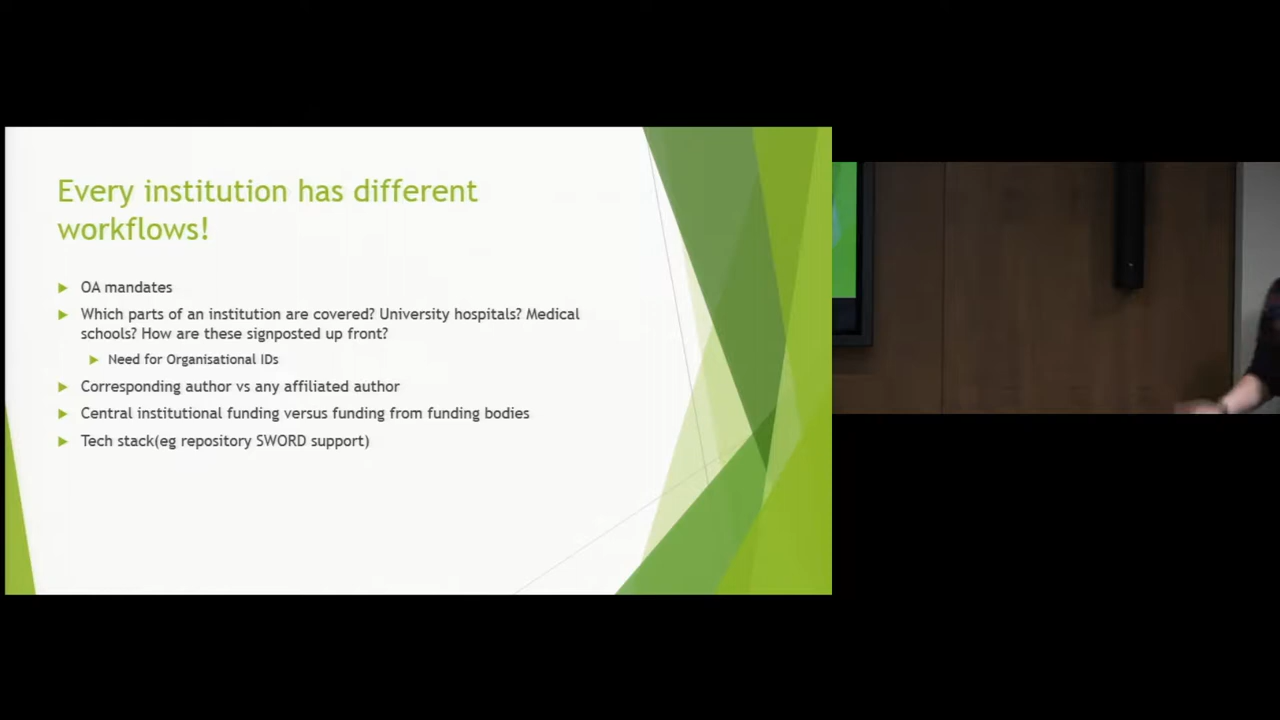 Every institution has different
workflows!
OA mandates
Which parts of an institution are covered? University hospitals? Medical
schools? How are these signposted up front?
Need for Organisational IDs
Corresponding author vs any affiliated author
Central institutional funding versus funding from funding bodies
Tech stack(eg repository SWORD support)